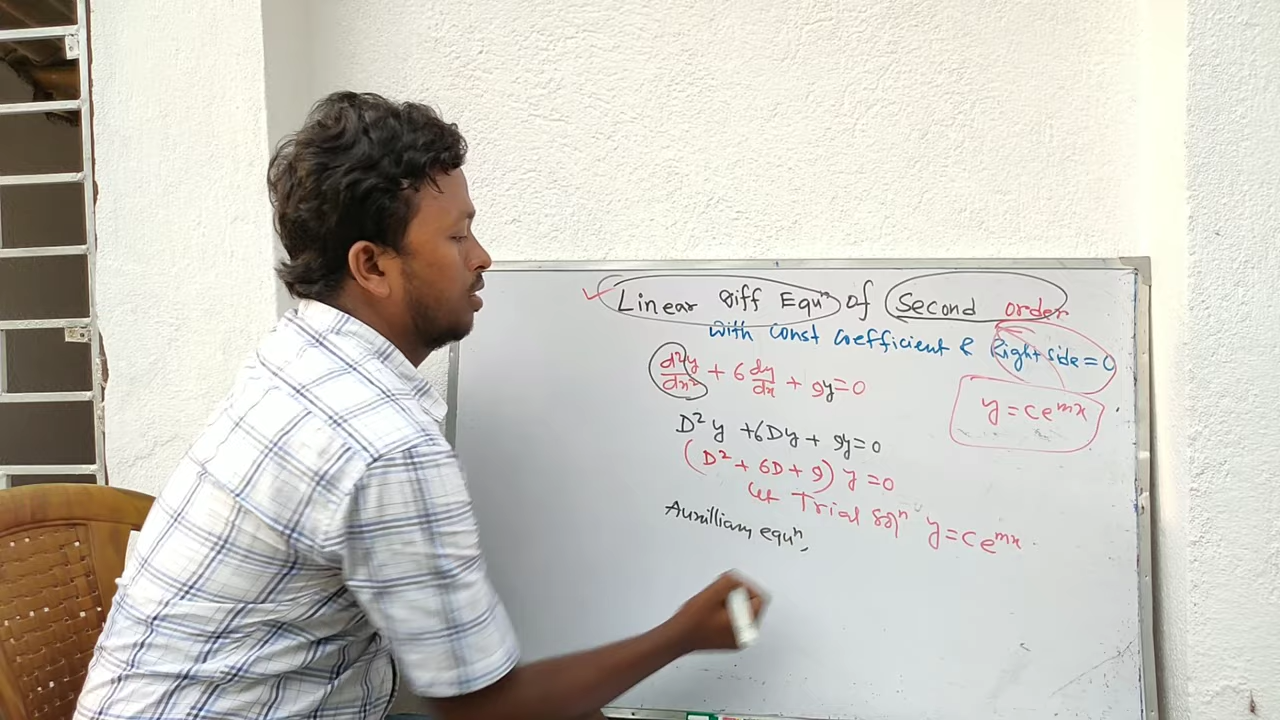 Linear Diff Equⁿ of Second order
with const coefficient & Right side = 0
d²y/dx² + 6 dy/dx + 9y = 0
y = ce^{mx}
D²y + 6Dy + 9y = 0
(D² + 6D + 9) y = 0
Let Trial solⁿ y = ce^{mx}
Auxilliary equⁿ,